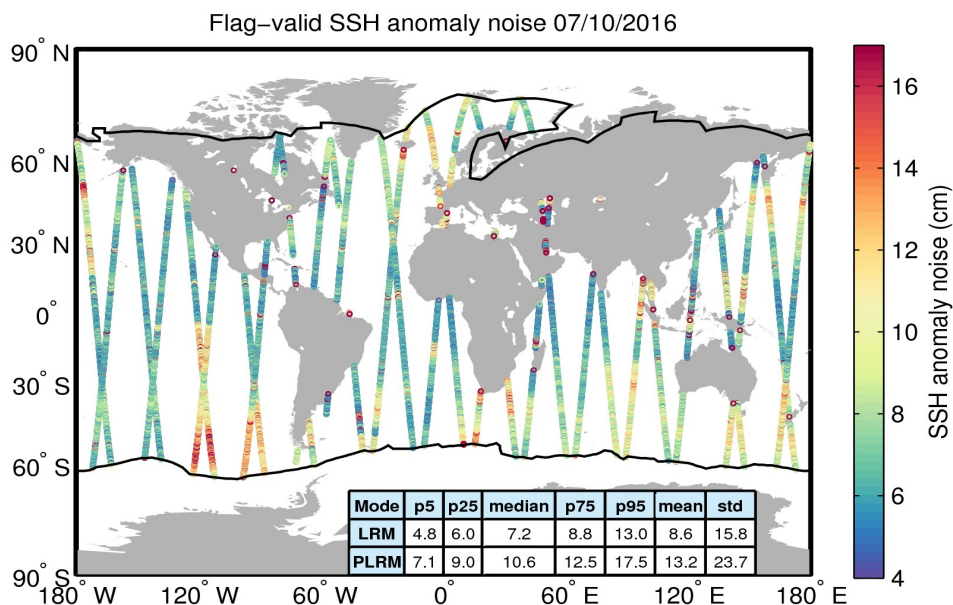 Flag−valid SSH anomaly noise 07/10/2016
90° N
60° N
30° N
0°
30° S
60° S
90° S
180° W 120° W 60° W 0° 60° E 120° E 180° E
Mode p5 p25 median p75 p95 mean std
LRM 4.8 6.0 7.2 8.8 13.0 8.6 15.8
PLRM 7.1 9.0 10.6 12.5 17.5 13.2 23.7
16
14
12
10
8
6
4
SSH anomaly noise (cm)